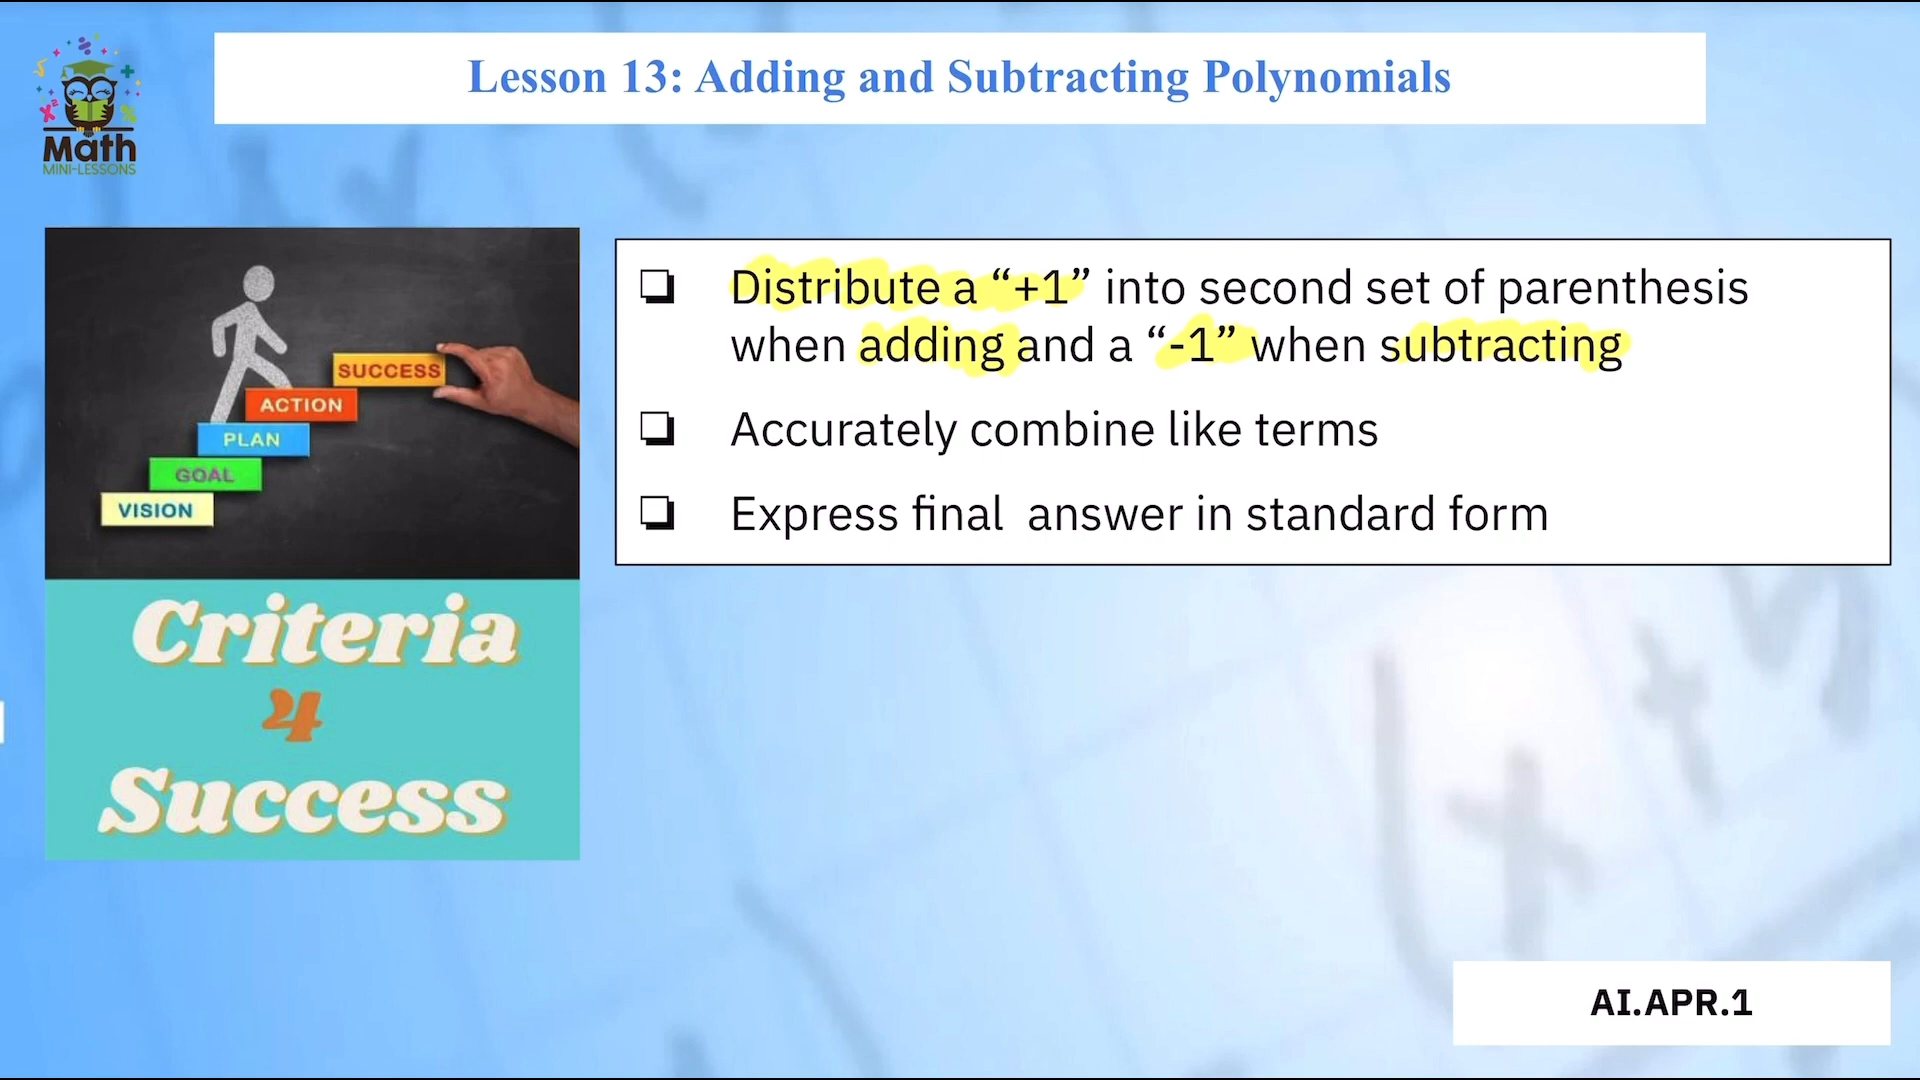 Lesson 13: Adding and Subtracting Polynomials
Math
MINI-LESSONS
SUCCESS
ACTION
PLAN
GOAL
VISION
Criteria
4
Success
❏ Distribute a “+1” into second set of parenthesis
when adding and a “-1” when subtracting
❏ Accurately combine like terms
❏ Express final answer in standard form
AI.APR.1